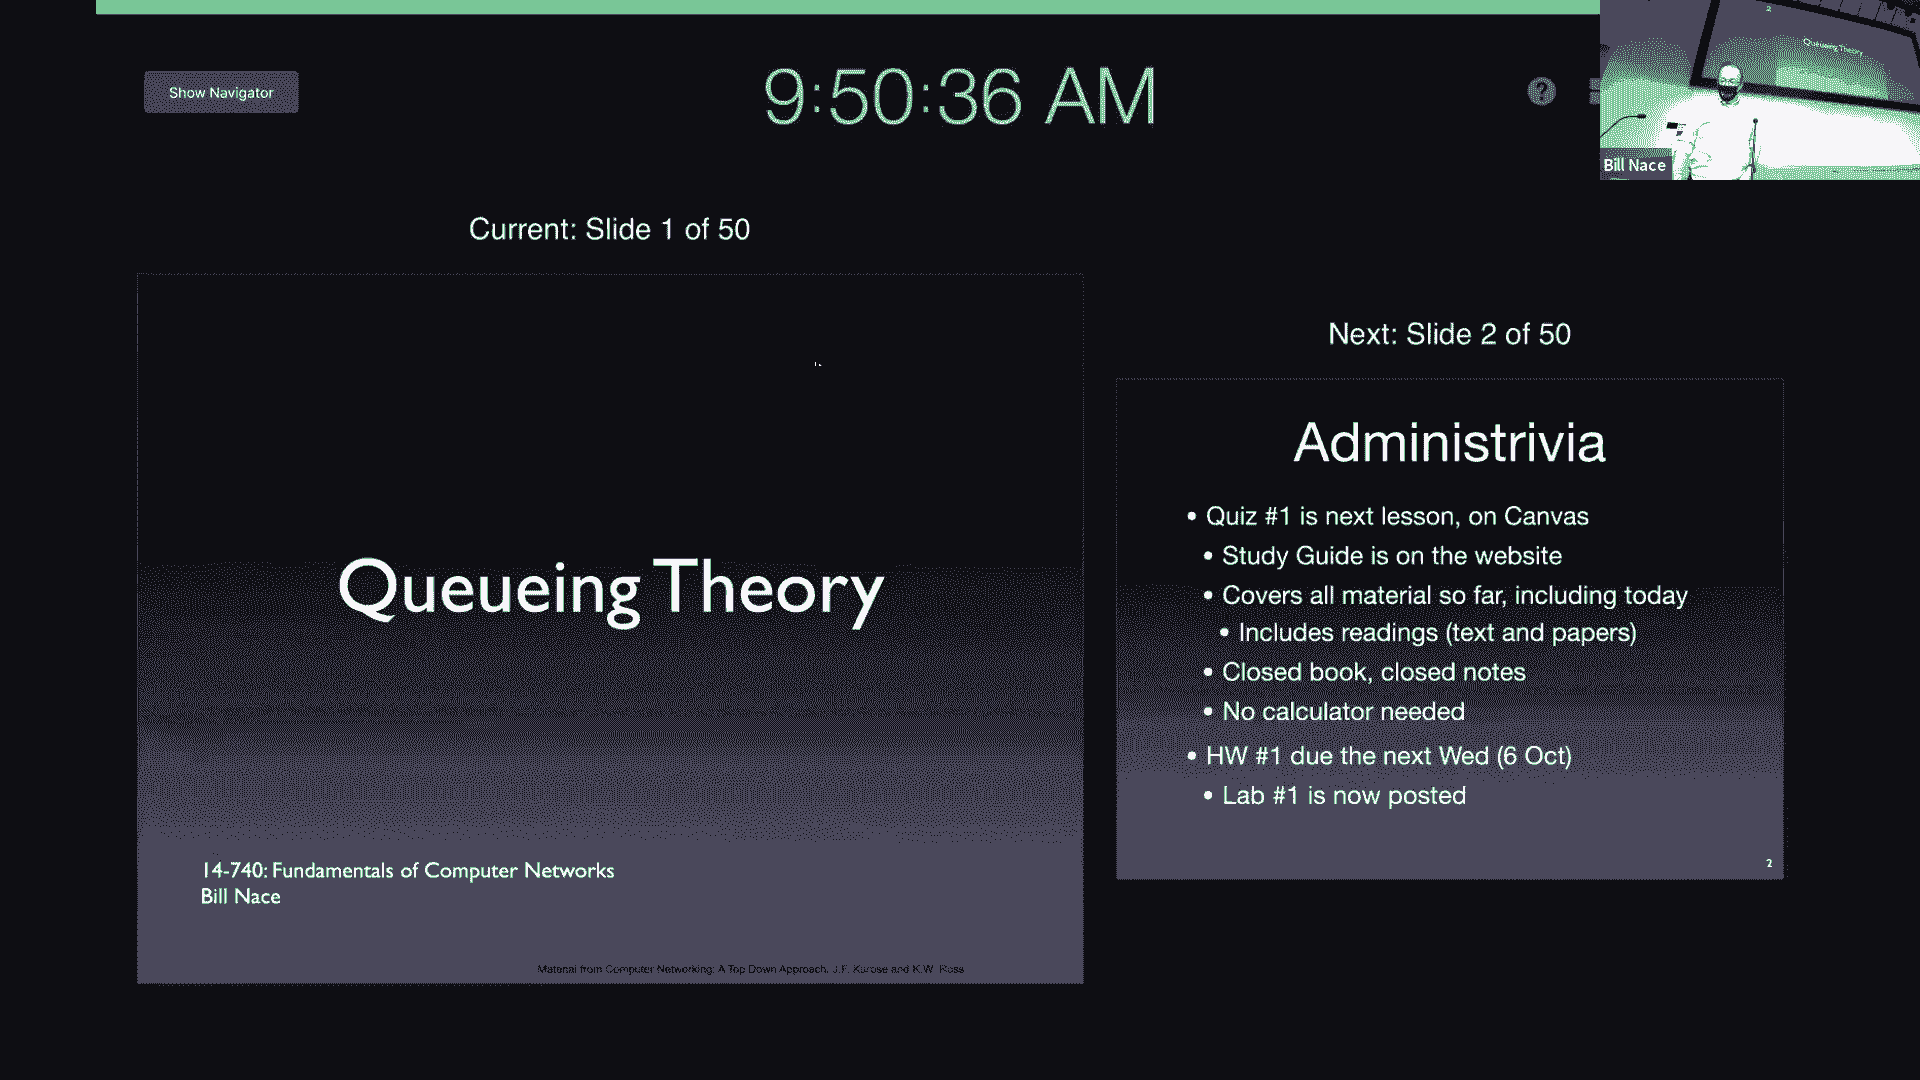 Show Navigator
9:50:36 AM
?
2
Queueing Theory
Bill Nace
Current: Slide 1 of 50
Queueing Theory
14-740: Fundamentals of Computer Networks
Bill Nace
Material from Computer Networking: A Top Down Approach, J.F. Kurose and K.W. Ross
Next: Slide 2 of 50
Administrivia
• Quiz #1 is next lesson, on Canvas
• Study Guide is on the website
• Covers all material so far, including today
• Includes readings (text and papers)
• Closed book, closed notes
• No calculator needed
• HW #1 due the next Wed (6 Oct)
• Lab #1 is now posted
2